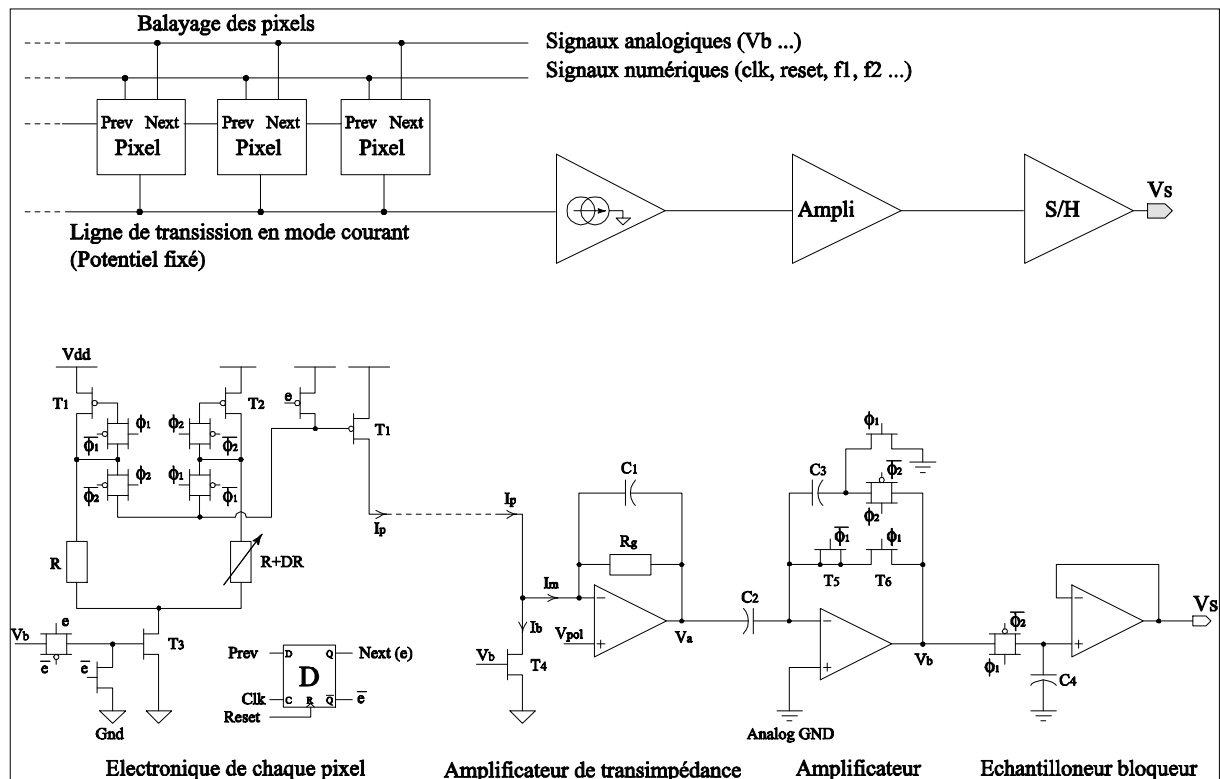 Balayage des pixels
Signaux analogiques (Vb ...)
Signaux numériques (clk, reset, f1, f2 ...)
Prev Next
Pixel
Prev Next
Pixel
Prev Next
Pixel
Ampli
S/H
Vs
Ligne de transission en mode courant
(Potentiel fixé)
Vdd
T1
T2
e
T1
ϕ1
ϕ1
ϕ2
ϕ2
ϕ2
ϕ2
ϕ1
ϕ1
R
R+DR
Ip
Ip
Vb
e
e
e
T3
Gnd
Prev
D
Q
Next (e)
D
Clk
C
R
Q
e
Reset
Im
Ib
Vb
T4
C1
Rg
Vpol
−
+
Va
C2
ϕ1
C3
ϕ2
ϕ2
ϕ1
ϕ1
T5
T6
−
+
Vb
Analog GND
ϕ2
ϕ1
C4
−
+
Vs
Electronique de chaque pixel
Amplificateur de transimpédance
Amplificateur
Echantilloneur bloqueur